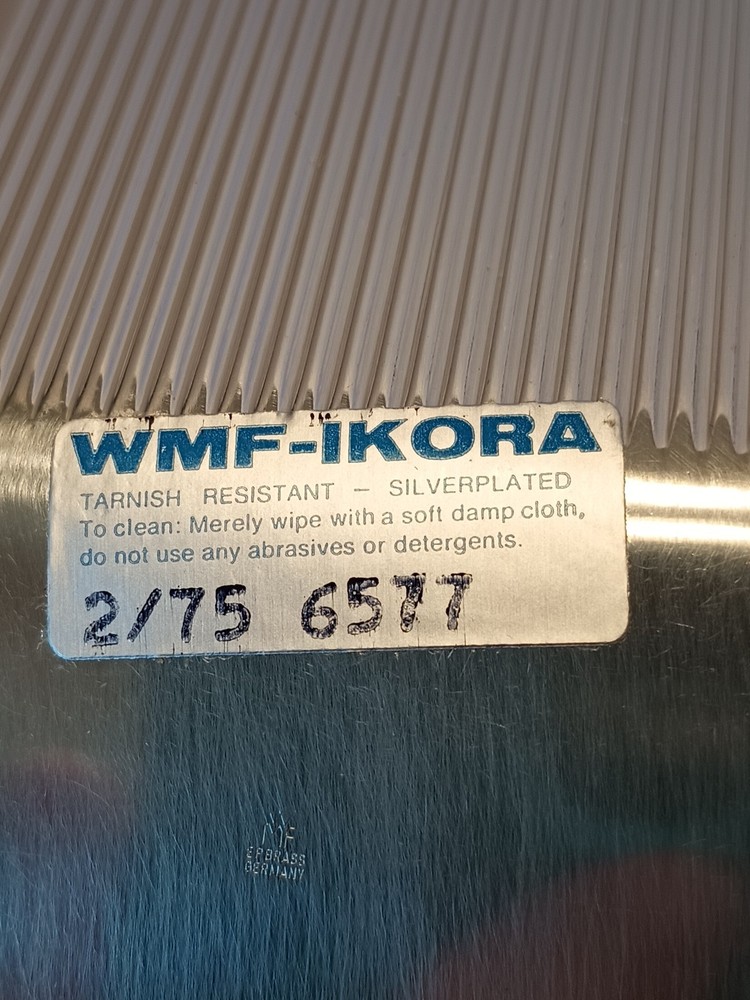 WMF-IKORA
TARNISH RESISTANT – SILVERPLATED
To clean: Merely wipe with a soft damp cloth,
do not use any abrasives or detergents.
2/75 6577
WMF
EPBRASS
GERMANY